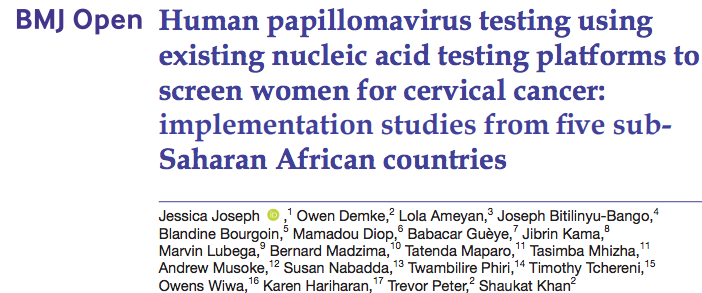 BMJ Open Human papillomavirus testing using
existing nucleic acid testing platforms to
screen women for cervical cancer:
implementation studies from five sub-
Saharan African countries
Jessica Joseph iD ,1 Owen Demke,2 Lola Ameyan,3 Joseph Bitilinyu-Bango,4
Blandine Bourgoin,5 Mamadou Diop,6 Babacar Guèye,7 Jibrin Kama,8
Marvin Lubega,9 Bernard Madzima,10 Tatenda Maparo,11 Tasimba Mhizha,11
Andrew Musoke,12 Susan Nabadda,13 Twambilire Phiri,14 Timothy Tchereni,15
Owens Wiwa,16 Karen Hariharan,17 Trevor Peter,2 Shaukat Khan2